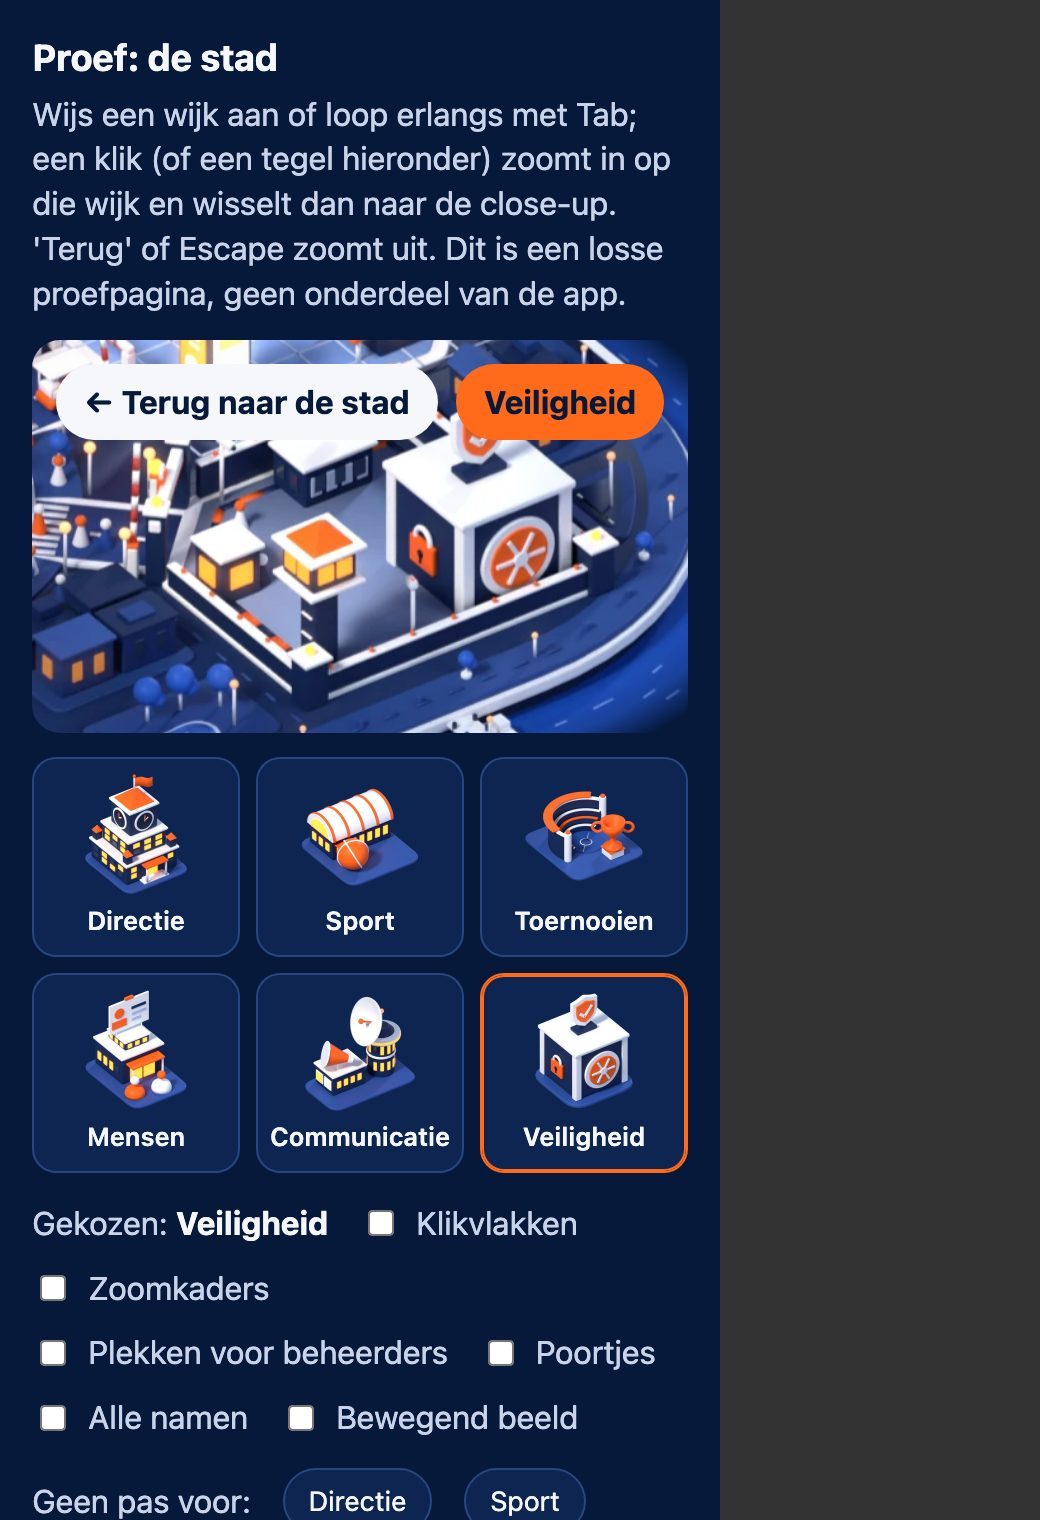 Proef: de stad
Wijs een wijk aan of loop erlangs met Tab;
een klik (of een tegel hieronder) zoomt in op
die wijk en wisselt dan naar de close-up.
'Terug' of Escape zoomt uit. Dit is een losse
proefpagina, geen onderdeel van de app.
← Terug naar de stad
Veiligheid
Directie
Sport
Toernooien
Mensen
Communicatie
Veiligheid
Gekozen: Veiligheid
Klikvlakken
Zoomkaders
Plekken voor beheerders
Poortjes
Alle namen
Bewegend beeld
Geen pas voor:
Directie
Sport